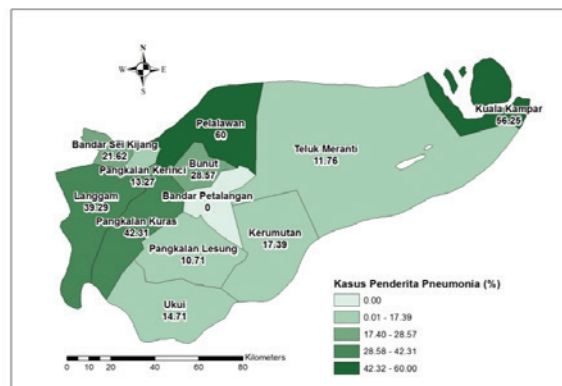 N
W E
S
Kuala Kampar
56.25
Pelalawan
60
Bandar Sei Kijang
21.62
Teluk Meranti
11.76
Bunut
28.57
Pangkalan Kerinci
13.27
Langgam
39.29
Bandar Petalangan
0
Pangkalan Kuras
42.31
Kerumutan
17.39
Pangkalan Lesung
10.71
Ukui
14.71
Kasus Penderita Pneumonia (%)
0.00
0.01 - 17.39
17.40 - 28.57
28.58 - 42.31
42.32 - 60.00
Kilometers
0 5 10 20 40 60 80